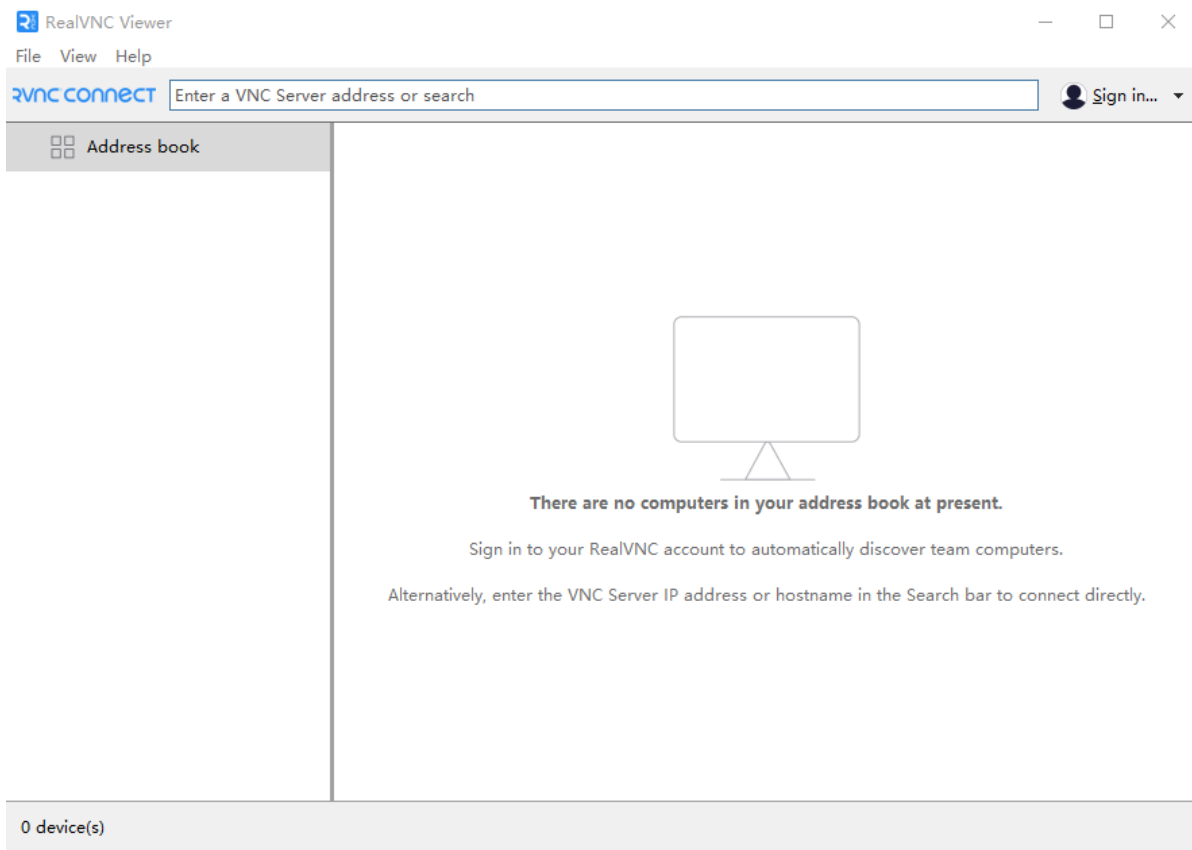 RealVNC Viewer
File View Help
RVNC CONNECT Enter a VNC Server address or search Sign in...
Address book
There are no computers in your address book at present.
Sign in to your RealVNC account to automatically discover team computers.
Alternatively, enter the VNC Server IP address or hostname in the Search bar to connect directly.
0 device(s)